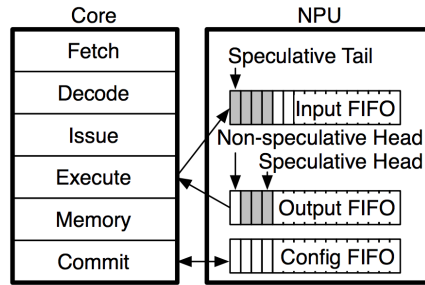 Core
Fetch
Decode
Issue
Execute
Memory
Commit
NPU
Speculative Tail
Input FIFO
Non-speculative Head
Speculative Head
Output FIFO
Config FIFO